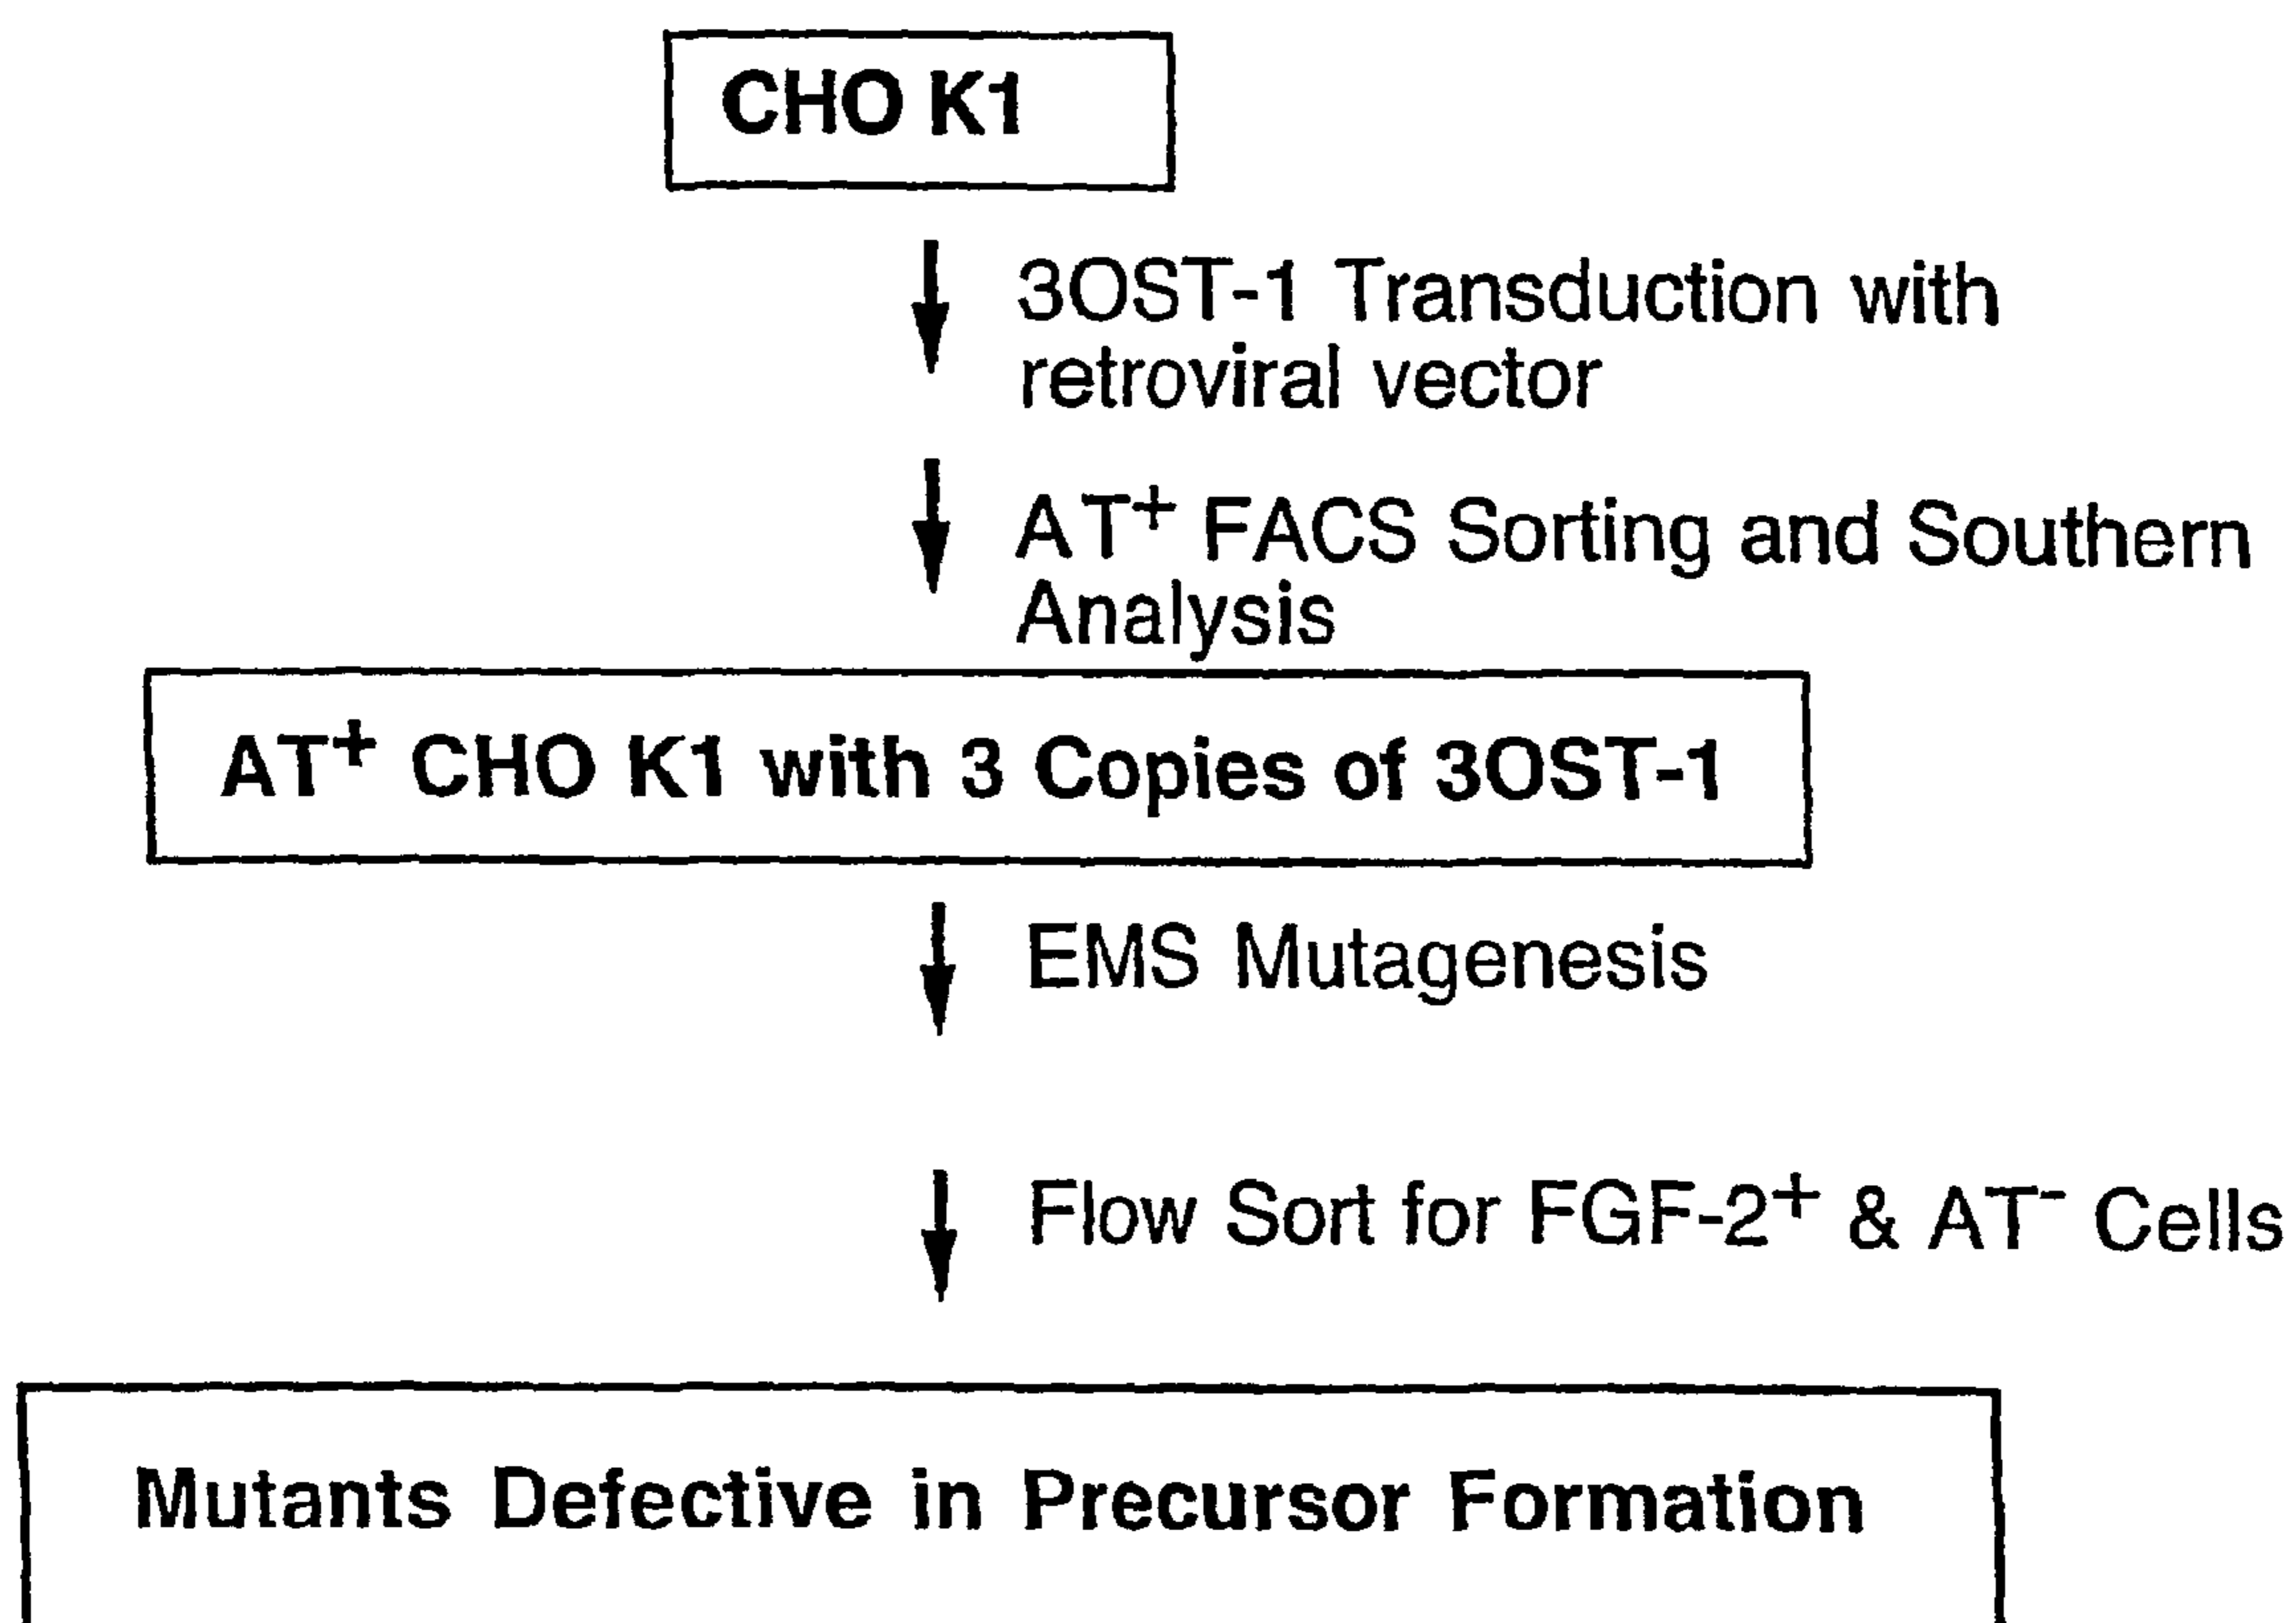 CHO K1
3OST-1 Transduction with
retroviral vector
AT⁺ FACS Sorting and Southern
Analysis
AT⁺ CHO K1 with 3 Copies of 3OST-1
EMS Mutagenesis
Flow Sort for FGF-2⁺ & AT⁻ Cells
Mutants Defective in Precursor Formation